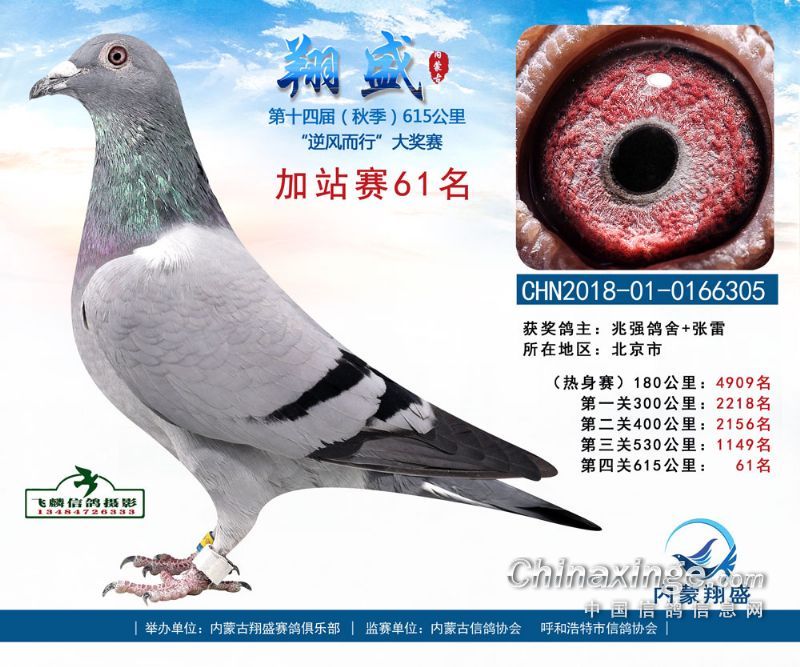 翔盛
内蒙古
第十四届（秋季）615公里
“逆风而行”大奖赛
加站赛61名
CHN2018-01-0166305
获奖鸽主：兆强鸽舍+张雷
所在地区：北京市
（热身赛）180公里：4909名
第一关300公里：2218名
第二关400公里：2156名
第三关530公里：1149名
第四关615公里：61名
飞麟信鸽摄影
13484726333
Chinaxinge.com
内蒙翔盛
中国信鸽信息网
| 举办单位：内蒙古翔盛赛鸽俱乐部 | 监赛单位：内蒙古信鸽协会 呼和浩特市信鸽协会 |